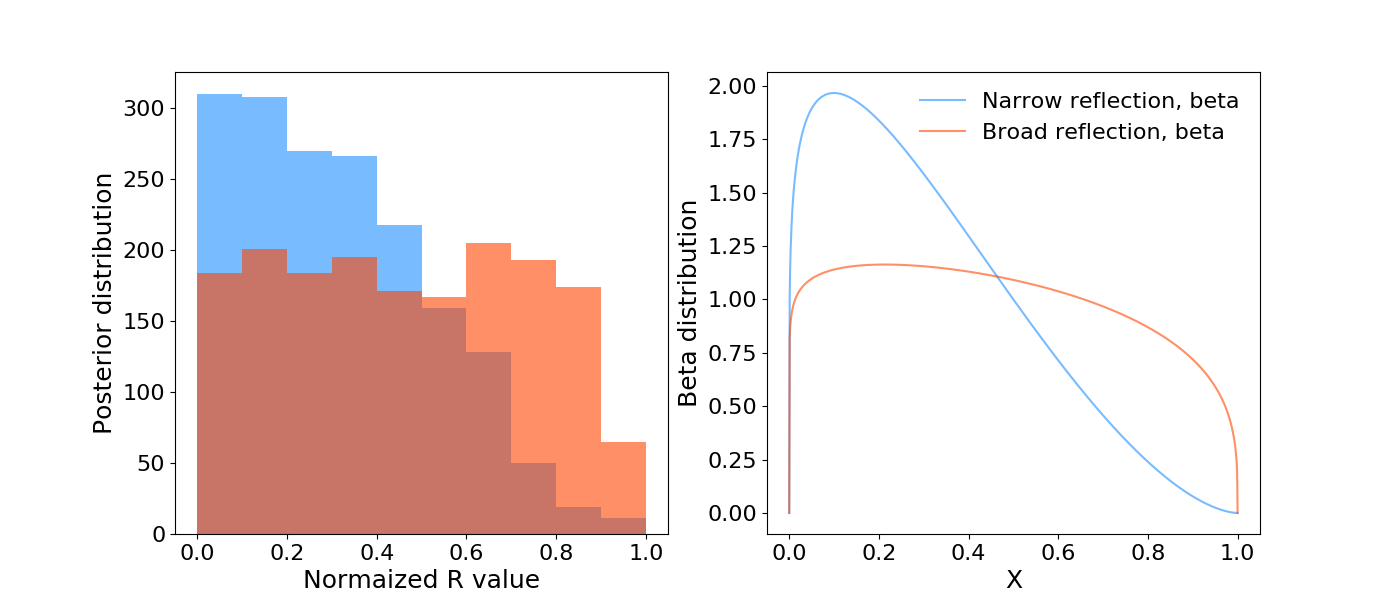 Posterior distribution
300
250
200
150
100
50
0
0.0 0.2 0.4 0.6 0.8 1.0
Normaized R value
Beta distribution
2.00
1.75
1.50
1.25
1.00
0.75
0.50
0.25
0.00
0.0 0.2 0.4 0.6 0.8 1.0
X
Narrow reflection, beta
Broad reflection, beta